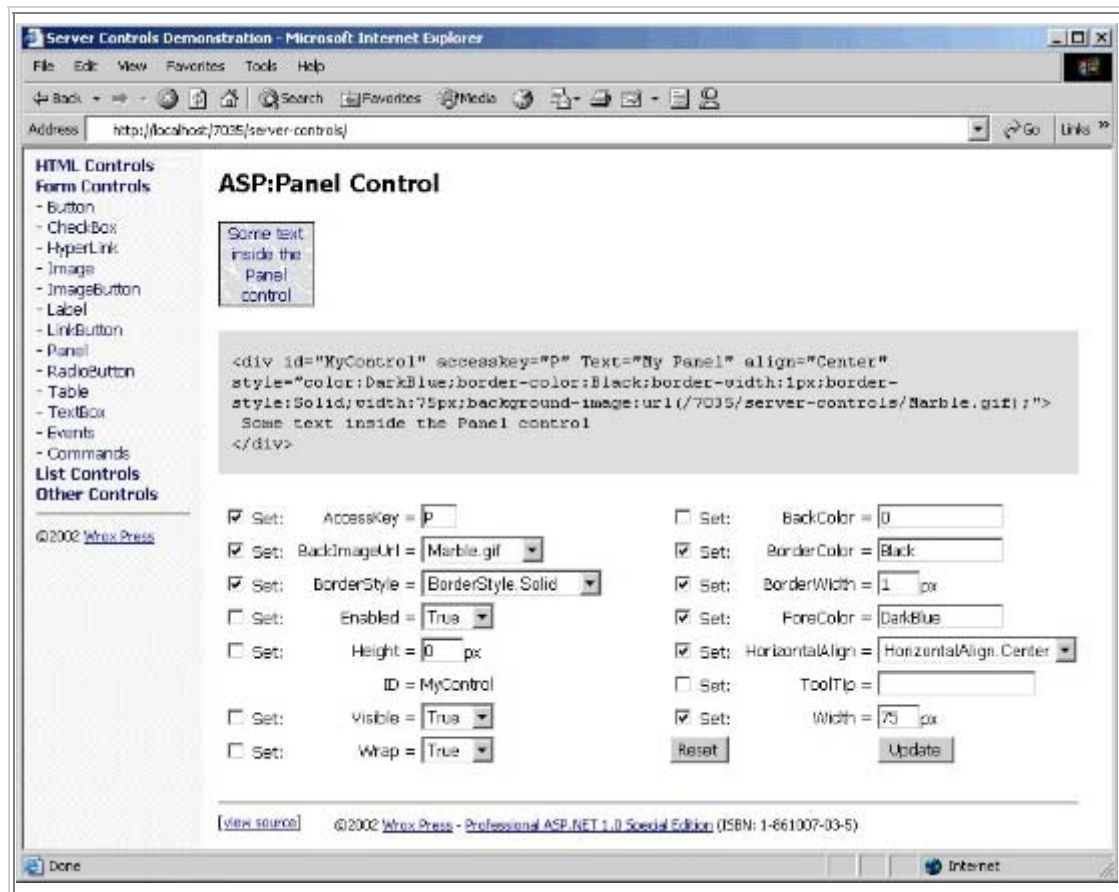 Server Controls Demonstration - Microsoft Internet Explorer
File Edit View Favorites Tools Help
Back Search Favorites Media
Address http://localhost/7035/server-controls/ Go Links »
HTML Controls
Form Controls
- Button
- CheckBox
- HyperLink
- Image
- ImageButton
- Label
- LinkButton
- Panel
- RadioButton
- Table
- TextBox
- Events
- Commands
List Controls
Other Controls
©2002 Wrox Press
ASP:Panel Control
Some text
inside the
Panel
control
<div id="MyControl" accesskey="P" Text="My Panel" align="Center"
style="color:DarkBlue;border-color:Black;border-width:1px;border-
style:Solid;width:75px;background-image:url(/7035/server-controls/Marble.gif);">
Some text inside the Panel control
</div>
Set: AccessKey = P Set: BackColor = 0
Set: BackImageUrl = Marble.gif Set: BorderColor = Black
Set: BorderStyle = BorderStyle.Solid Set: BorderWidth = 1 px
Set: Enabled = True Set: ForeColor = DarkBlue
Set: Height = 0 px Set: HorizontalAlign = HorizontalAlign.Center
ID = MyControl Set: ToolTip =
Set: Visible = True Set: Width = 75 px
Set: Wrap = True Reset Update
[view source] ©2002 Wrox Press - Professional ASP.NET 1.0 Special Edition (ISBN: 1-861007-03-5)
Done Internet